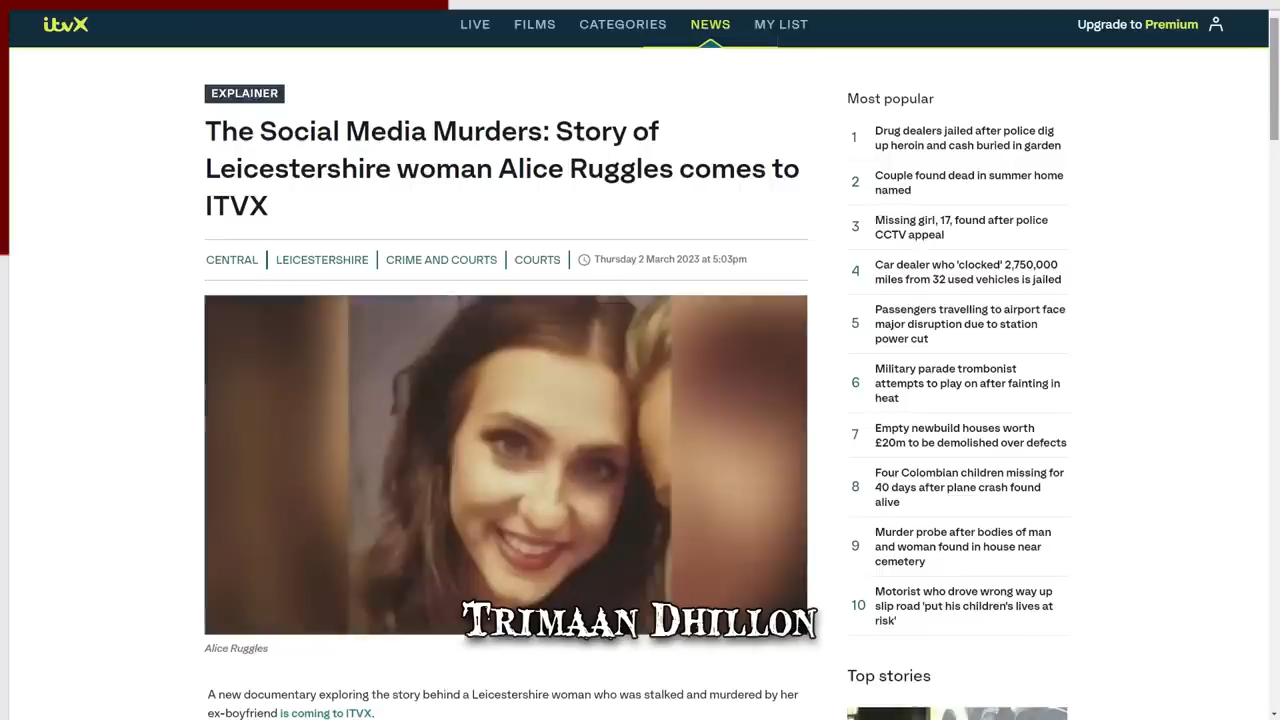 itvX
LIVE FILMS CATEGORIES NEWS MY LIST
Upgrade to Premium
EXPLAINER
The Social Media Murders: Story of
Leicestershire woman Alice Ruggles comes to
ITVX
CENTRAL LEICESTERSHIRE CRIME AND COURTS COURTS Thursday 2 March 2023 at 5:03pm
TRIMAAN DHILLON
Alice Ruggles
A new documentary exploring the story behind a Leicestershire woman who was stalked and murdered by her
ex-boyfriend is coming to ITVX.
Most popular
1 Drug dealers jailed after police dig
up heroin and cash buried in garden
2 Couple found dead in summer home
named
3 Missing girl, 17, found after police
CCTV appeal
4 Car dealer who 'clocked' 2,750,000
miles from 32 used vehicles is jailed
5 Passengers travelling to airport face
major disruption due to station
power cut
6 Military parade trombonist
attempts to play on after fainting in
heat
7 Empty newbuild houses worth
£20m to be demolished over defects
8 Four Colombian children missing for
40 days after plane crash found
alive
9 Murder probe after bodies of man
and woman found in house near
cemetery
10 Motorist who drove wrong way up
slip road 'put his children's lives at
risk'
Top stories